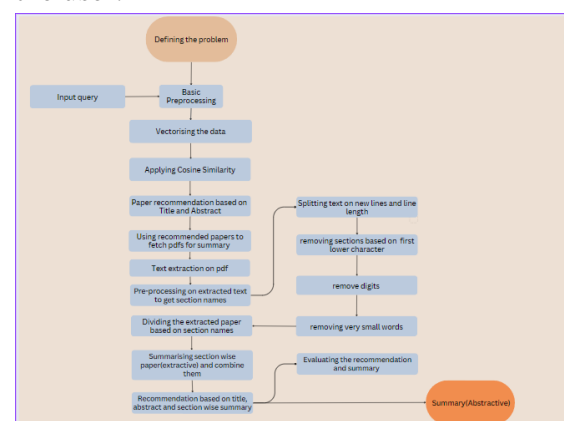 Defining the problem
Input query
Basic
Preprocessing
Vectorising the data
Applying Cosine Similarity
Paper recommendation based on
Title and Abstract
Using recommended papers to
fetch pdfs for summary
Text extraction on pdf
Pre-processing on extracted text
to get section names
Splitting text on new lines and line
length
removing sections based on first
lower character
remove digits
removing very small words
Dividing the extracted paper
based on section names
Summarising section wise
paper(extractive) and combine
them
Recommendation based on title,
abstract and section wise summary
Evaluating the recommendation
and summary
Summary(Abstractive)